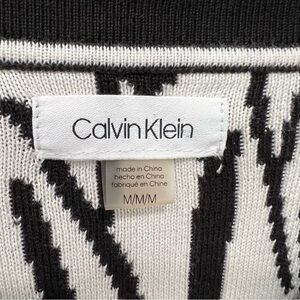 Calvin Klein
made in China
hecho en China
fabriqué en Chine
M/M/M